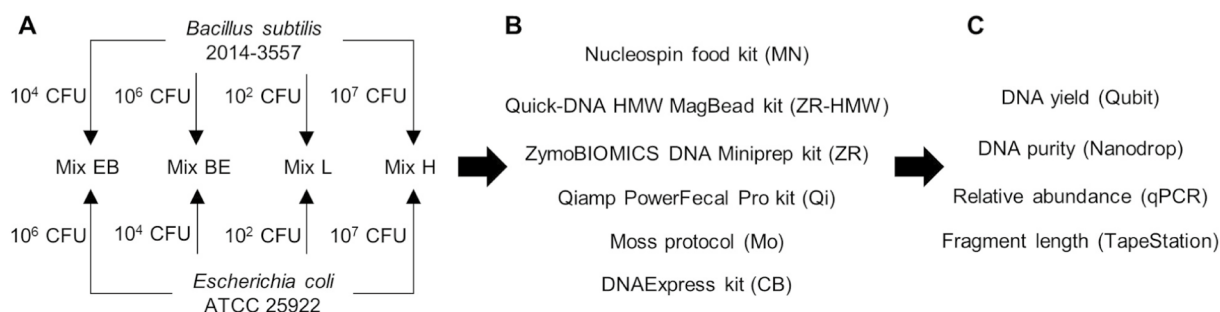 A
Bacillus subtilis
2014-3557
10⁴ CFU
10⁶ CFU
10² CFU
10⁷ CFU
Mix EB
Mix BE
Mix L
Mix H
10⁶ CFU
10⁴ CFU
10² CFU
10⁷ CFU
Escherichia coli
ATCC 25922
B
Nucleospin food kit (MN)
Quick-DNA HMW MagBead kit (ZR-HMW)
ZymoBIOMICS DNA Miniprep kit (ZR)
Qiamp PowerFecal Pro kit (Qi)
Moss protocol (Mo)
DNAExpress kit (CB)
C
DNA yield (Qubit)
DNA purity (Nanodrop)
Relative abundance (qPCR)
Fragment length (TapeStation)